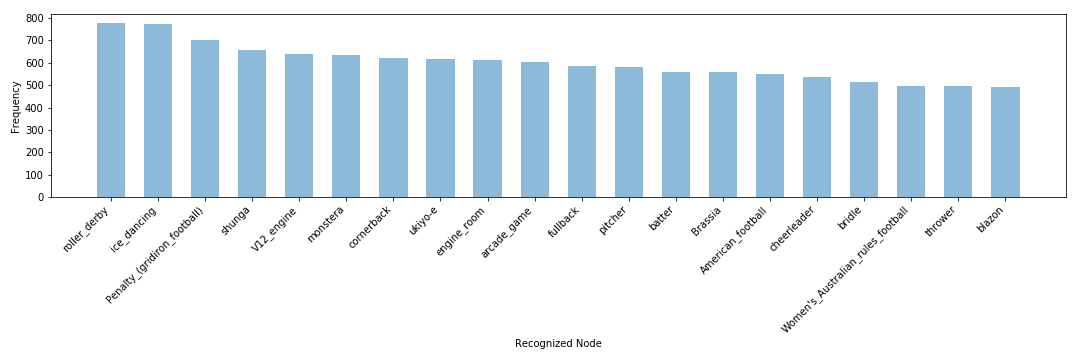 800
700
600
500
400
300
200
100
0
Frequency
roller_derby
ice_dancing
Penalty_(gridiron_football)
shunga
V12_engine
monstera
cornerback
ukiyo-e
engine_room
arcade_game
fullback
pitcher
batter
Brassia
American_football
cheerleader
bridle
Women's_Australian_rules_football
thrower
blazon
Recognized Node